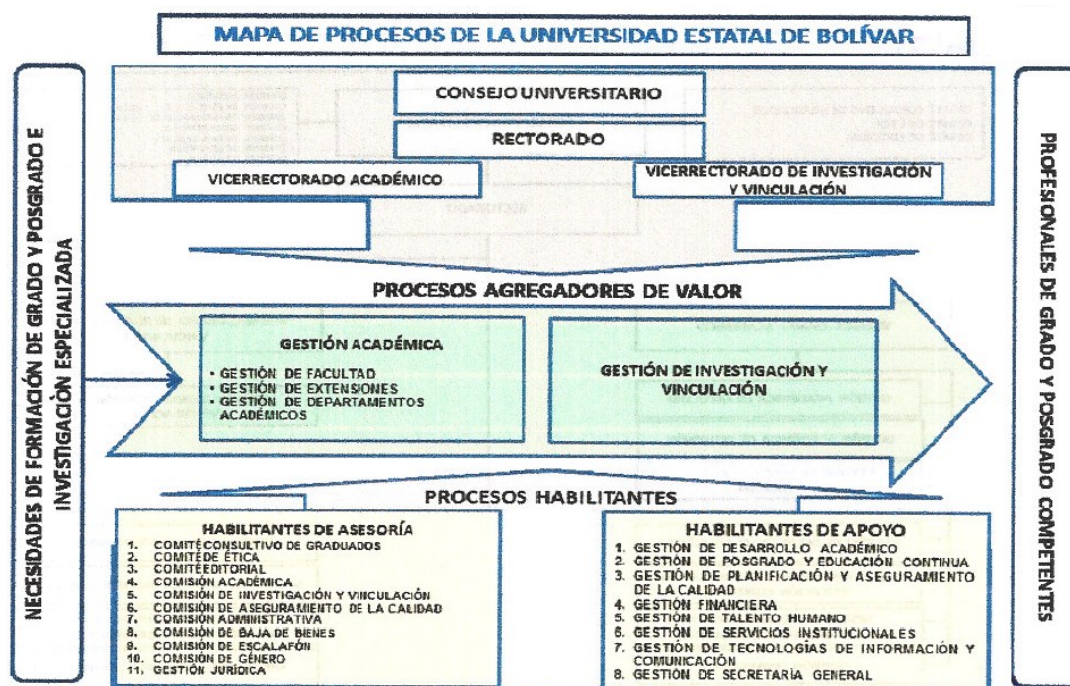 MAPA DE PROCESOS DE LA UNIVERSIDAD ESTATAL DE BOLÍVAR
NECESIDADES DE FORMACIÓN DE GRADO Y POSGRADO E
INVESTIGACIÓN ESPECIALIZADA
CONSEJO UNIVERSITARIO
RECTORADO
VICERRECTORADO ACADÉMICO
VICERRECTORADO DE INVESTIGACIÓN
Y VINCULACIÓN
PROCESOS AGREGADORES DE VALOR
GESTIÓN ACADÉMICA
• GESTIÓN DE FACULTAD
• GESTIÓN DE EXTENSIONES
• GESTIÓN DE DEPARTAMENTOS
ACADÉMICOS
GESTIÓN DE INVESTIGACIÓN Y
VINCULACIÓN
PROCESOS HABILITANTES
HABILITANTES DE ASESORÍA
1. COMITÉ CONSULTIVO DE GRADUADOS
2. COMITÉ DE ÉTICA
3. COMITÉ EDITORIAL
4. COMISIÓN ACADÉMICA
5. COMISIÓN DE INVESTIGACIÓN Y VINCULACIÓN
6. COMISIÓN DE ASEGURAMIENTO DE LA CALIDAD
7. COMISIÓN ADMINISTRATIVA
8. COMISIÓN DE BAJA DE BIENES
9. COMISIÓN DE ESCALAFÓN
10. COMISIÓN DE GÉNERO
11. GESTIÓN JURÍDICA
HABILITANTES DE APOYO
1. GESTIÓN DE DESARROLLO ACADÉMICO
2. GESTIÓN DE POSGRADO Y EDUCACIÓN CONTINUA
3. GESTIÓN DE PLANIFICACIÓN Y ASEGURAMIENTO
DE LA CALIDAD
4. GESTIÓN FINANCIERA
5. GESTIÓN DE TALENTO HUMANO
6. GESTIÓN DE SERVICIOS INSTITUCIONALES
7. GESTIÓN DE TECNOLOGÍAS DE INFORMACIÓN Y
COMUNICACIÓN
8. GESTIÓN DE SECRETARÍA GENERAL
PROFESIONALES DE GRADO Y POSGRADO COMPETENTES